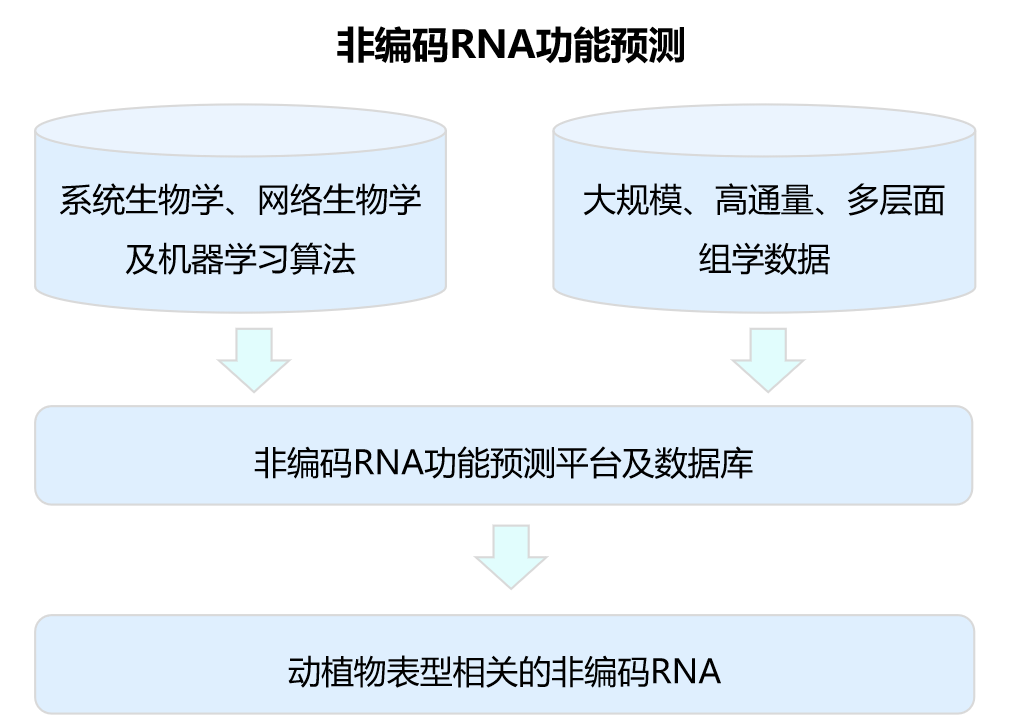 非编码RNA功能预测
系统生物学、网络生物学
及机器学习算法
大规模、高通量、多层面
组学数据
非编码RNA功能预测平台及数据库
动植物表型相关的非编码RNA